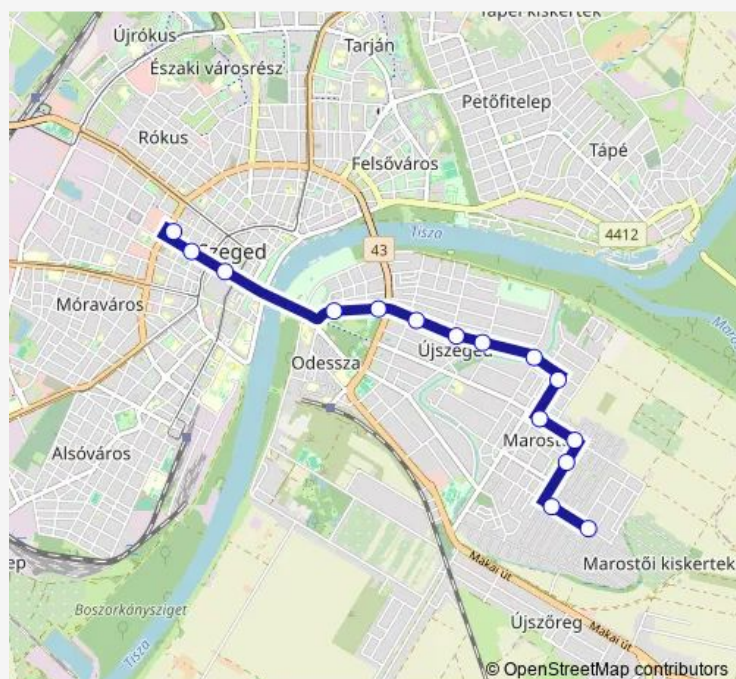 Tápéi kiskertek
Újrókus
Tarján
Északi városrész
Petőfitelep
Rókus
Tápé
Felsőváros
Tisza
4412
43
Szeged
Móraváros
Újszeged
Odessza
Alsóváros
Marostői kiskertek
Makai út
Boszorkánysziget
Újszőreg
Makai út
Tisza
© OpenStreetMap contributors